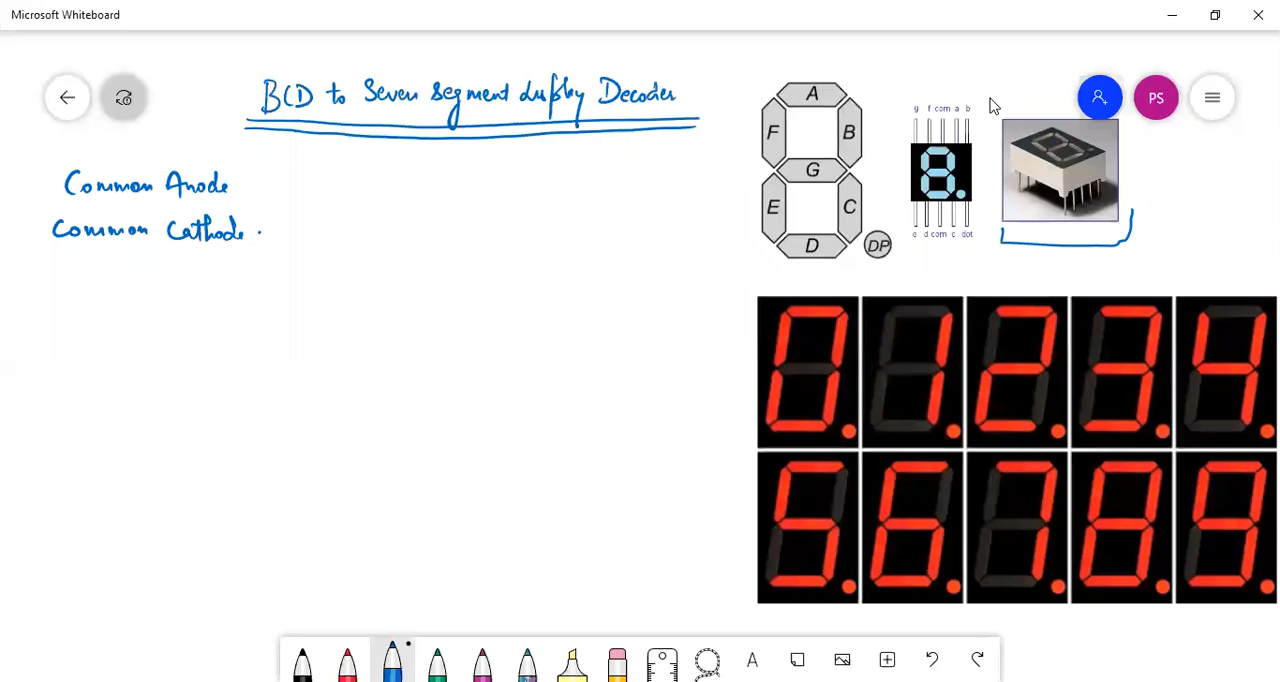 Microsoft Whiteboard
BCD to Seven Segment display Decoder
PS
Common Anode
Common Cathode.
A
F B
G
E C
D
DP
g f com a b
e d com c dot
A